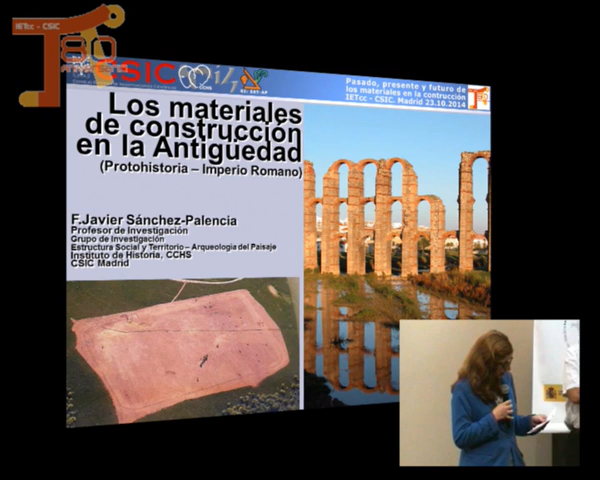 IETcc - CSIC
80
CSIC
CCHS
Pasado, presente y futuro de
los materiales en la contrucción
IETcc - CSIC. Madrid 23.10.2014
Los materiales
de construcción
en la Antigüedad
(Protohistoria – Imperio Romano)
F.Javier Sánchez-Palencia
Profesor de Investigación
Grupo de Investigación
Estructura Social y Territorio – Arqueología del Paisaje
Instituto de Historia, CCHS
CSIC Madrid